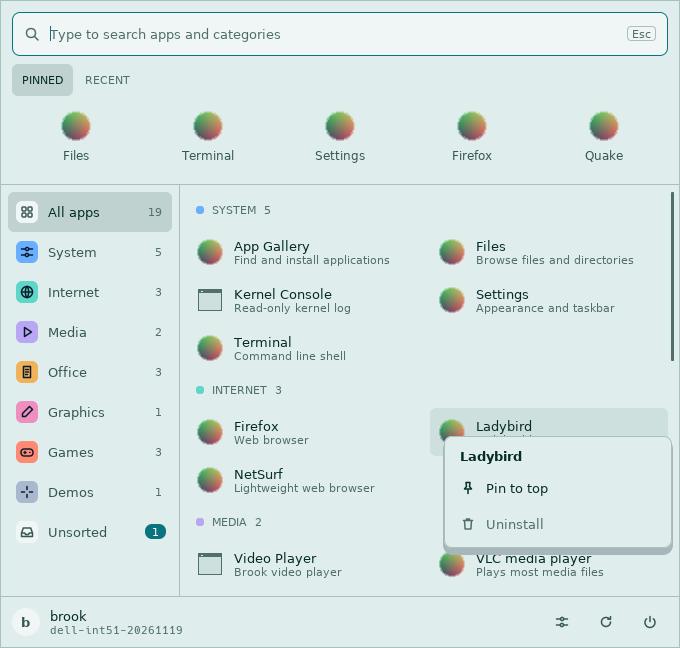 Type to search apps and categories
Esc
PINNED
RECENT
Files
Terminal
Settings
Firefox
Quake
All apps 19
System 5
Internet 3
Media 2
Office 3
Graphics 1
Games 3
Demos 1
Unsorted 1
SYSTEM 5
App Gallery
Find and install applications
Files
Browse files and directories
Kernel Console
Read-only kernel log
Settings
Appearance and taskbar
Terminal
Command line shell
INTERNET 3
Firefox
Web browser
Ladybird
NetSurf
Lightweight web browser
Ladybird
Pin to top
Uninstall
MEDIA 2
Video Player
Brook video player
VLC media player
Plays most media files
b
brook
dell-int51-20261119